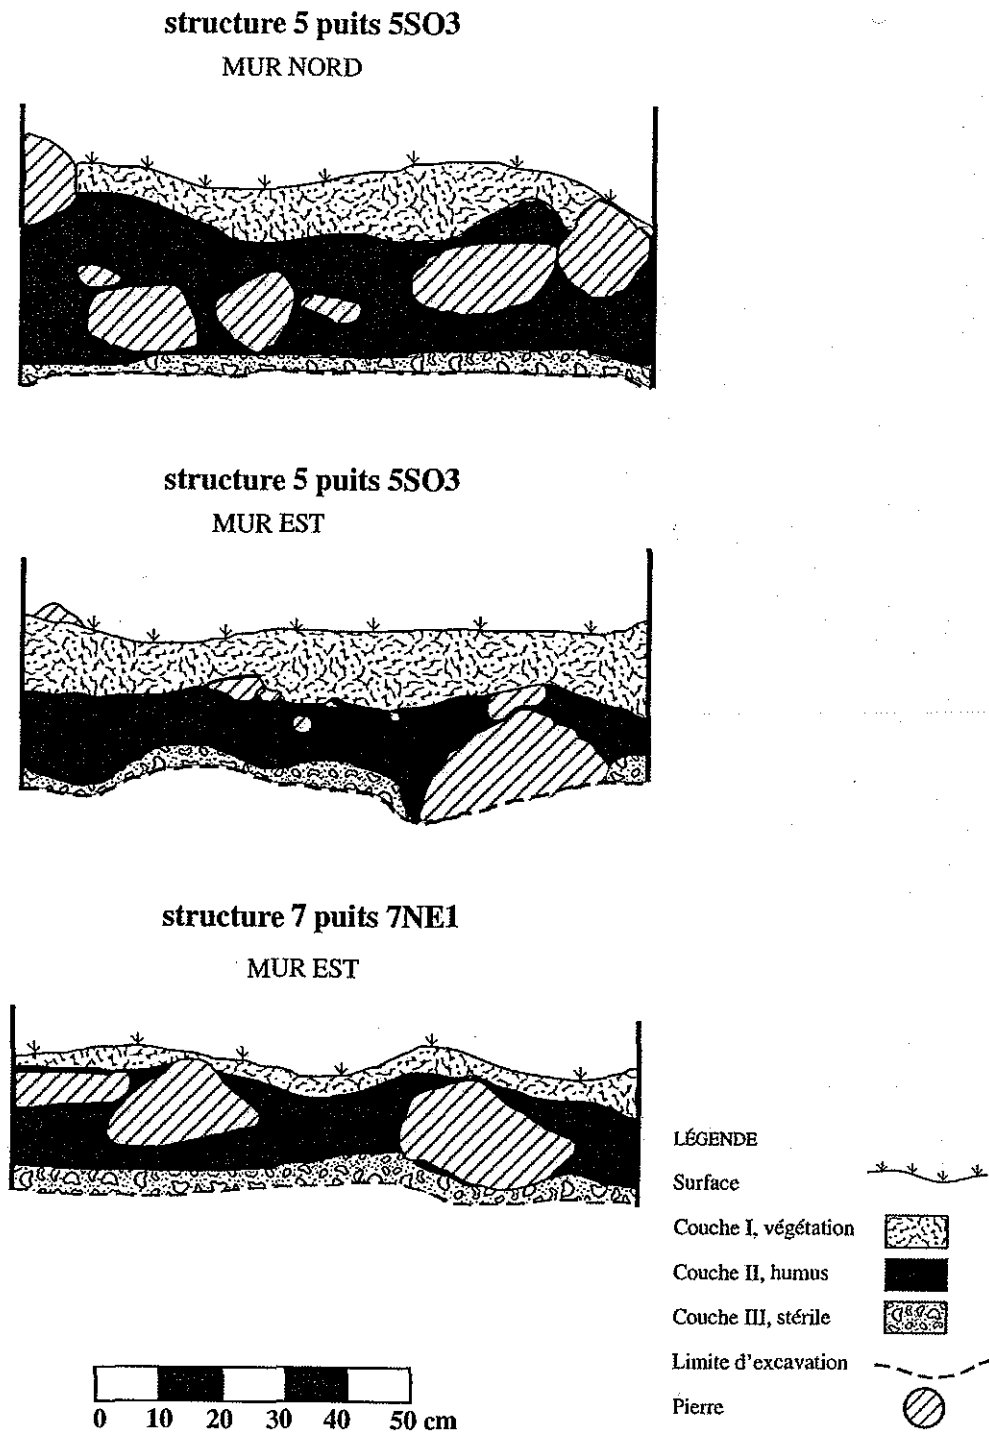 structure 5 puits 5SO3
MUR NORD
structure 5 puits 5SO3
MUR EST
structure 7 puits 7NE1
MUR EST
LÉGENDE
Surface
Couche I, végétation
Couche II, humus
Couche III, stérile
Limite d'excavation
Pierre
0 10 20 30 40 50 cm